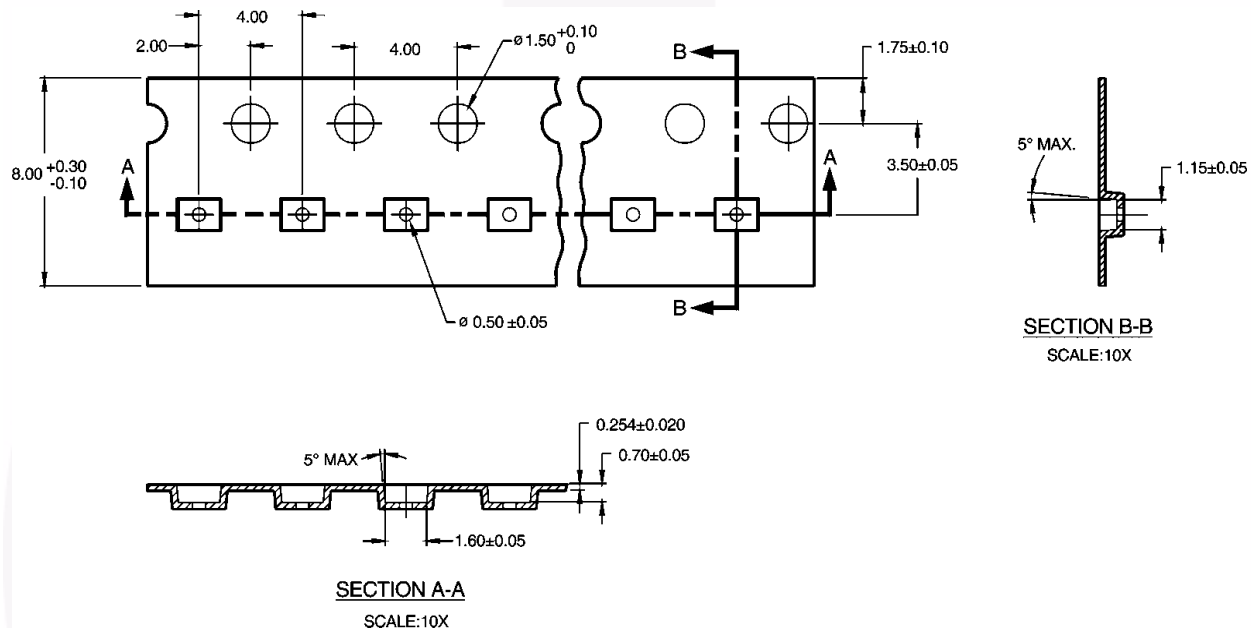 4.00
2.00
4.00
ø1.50 +0.10
0
B
1.75±0.10
8.00 +0.30
-0.10
A
A
3.50±0.05
5° MAX.
1.15±0.05
B
ø 0.50 ±0.05
SECTION B-B
SCALE:10X
0.254±0.020
5° MAX
0.70±0.05
1.60±0.05
SECTION A-A
SCALE:10X